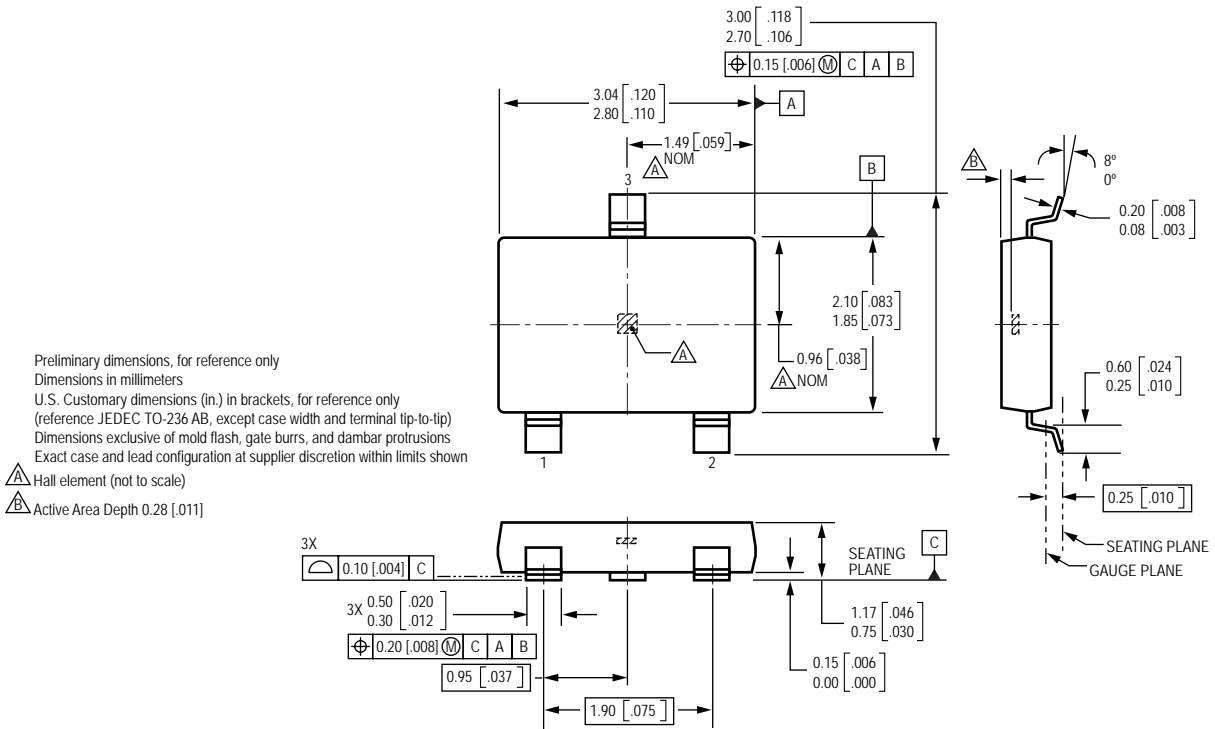 3.00 [ .118
2.70 .106 ]
⌖ 0.15 [.006] Ⓜ C A B
3.04 [ .120
2.80 .110 ]
A
1.49 [.059]
A NOM
3
B
B
8º
0º
0.20 [ .008
0.08 .003 ]
2.10 [ .083
1.85 .073 ]
A
0.96 [.038]
A NOM
Preliminary dimensions, for reference only
Dimensions in millimeters
U.S. Customary dimensions (in.) in brackets, for reference only
(reference JEDEC TO-236 AB, except case width and terminal tip-to-tip)
Dimensions exclusive of mold flash, gate burrs, and dambar protrusions
Exact case and lead configuration at supplier discretion within limits shown
A Hall element (not to scale)
B Active Area Depth 0.28 [.011]
0.60 [ .024
0.25 .010 ]
1
2
0.25 [ .010 ]
SEATING PLANE
GAUGE PLANE
3X
⌓ 0.10 [.004] C
SEATING
PLANE
C
3X 0.50 [ .020
0.30 .012 ]
⌖ 0.20 [.008] Ⓜ C A B
1.17 [ .046
0.75 .030 ]
0.95 [ .037 ]
0.15 [ .006
0.00 .000 ]
1.90 [ .075 ]